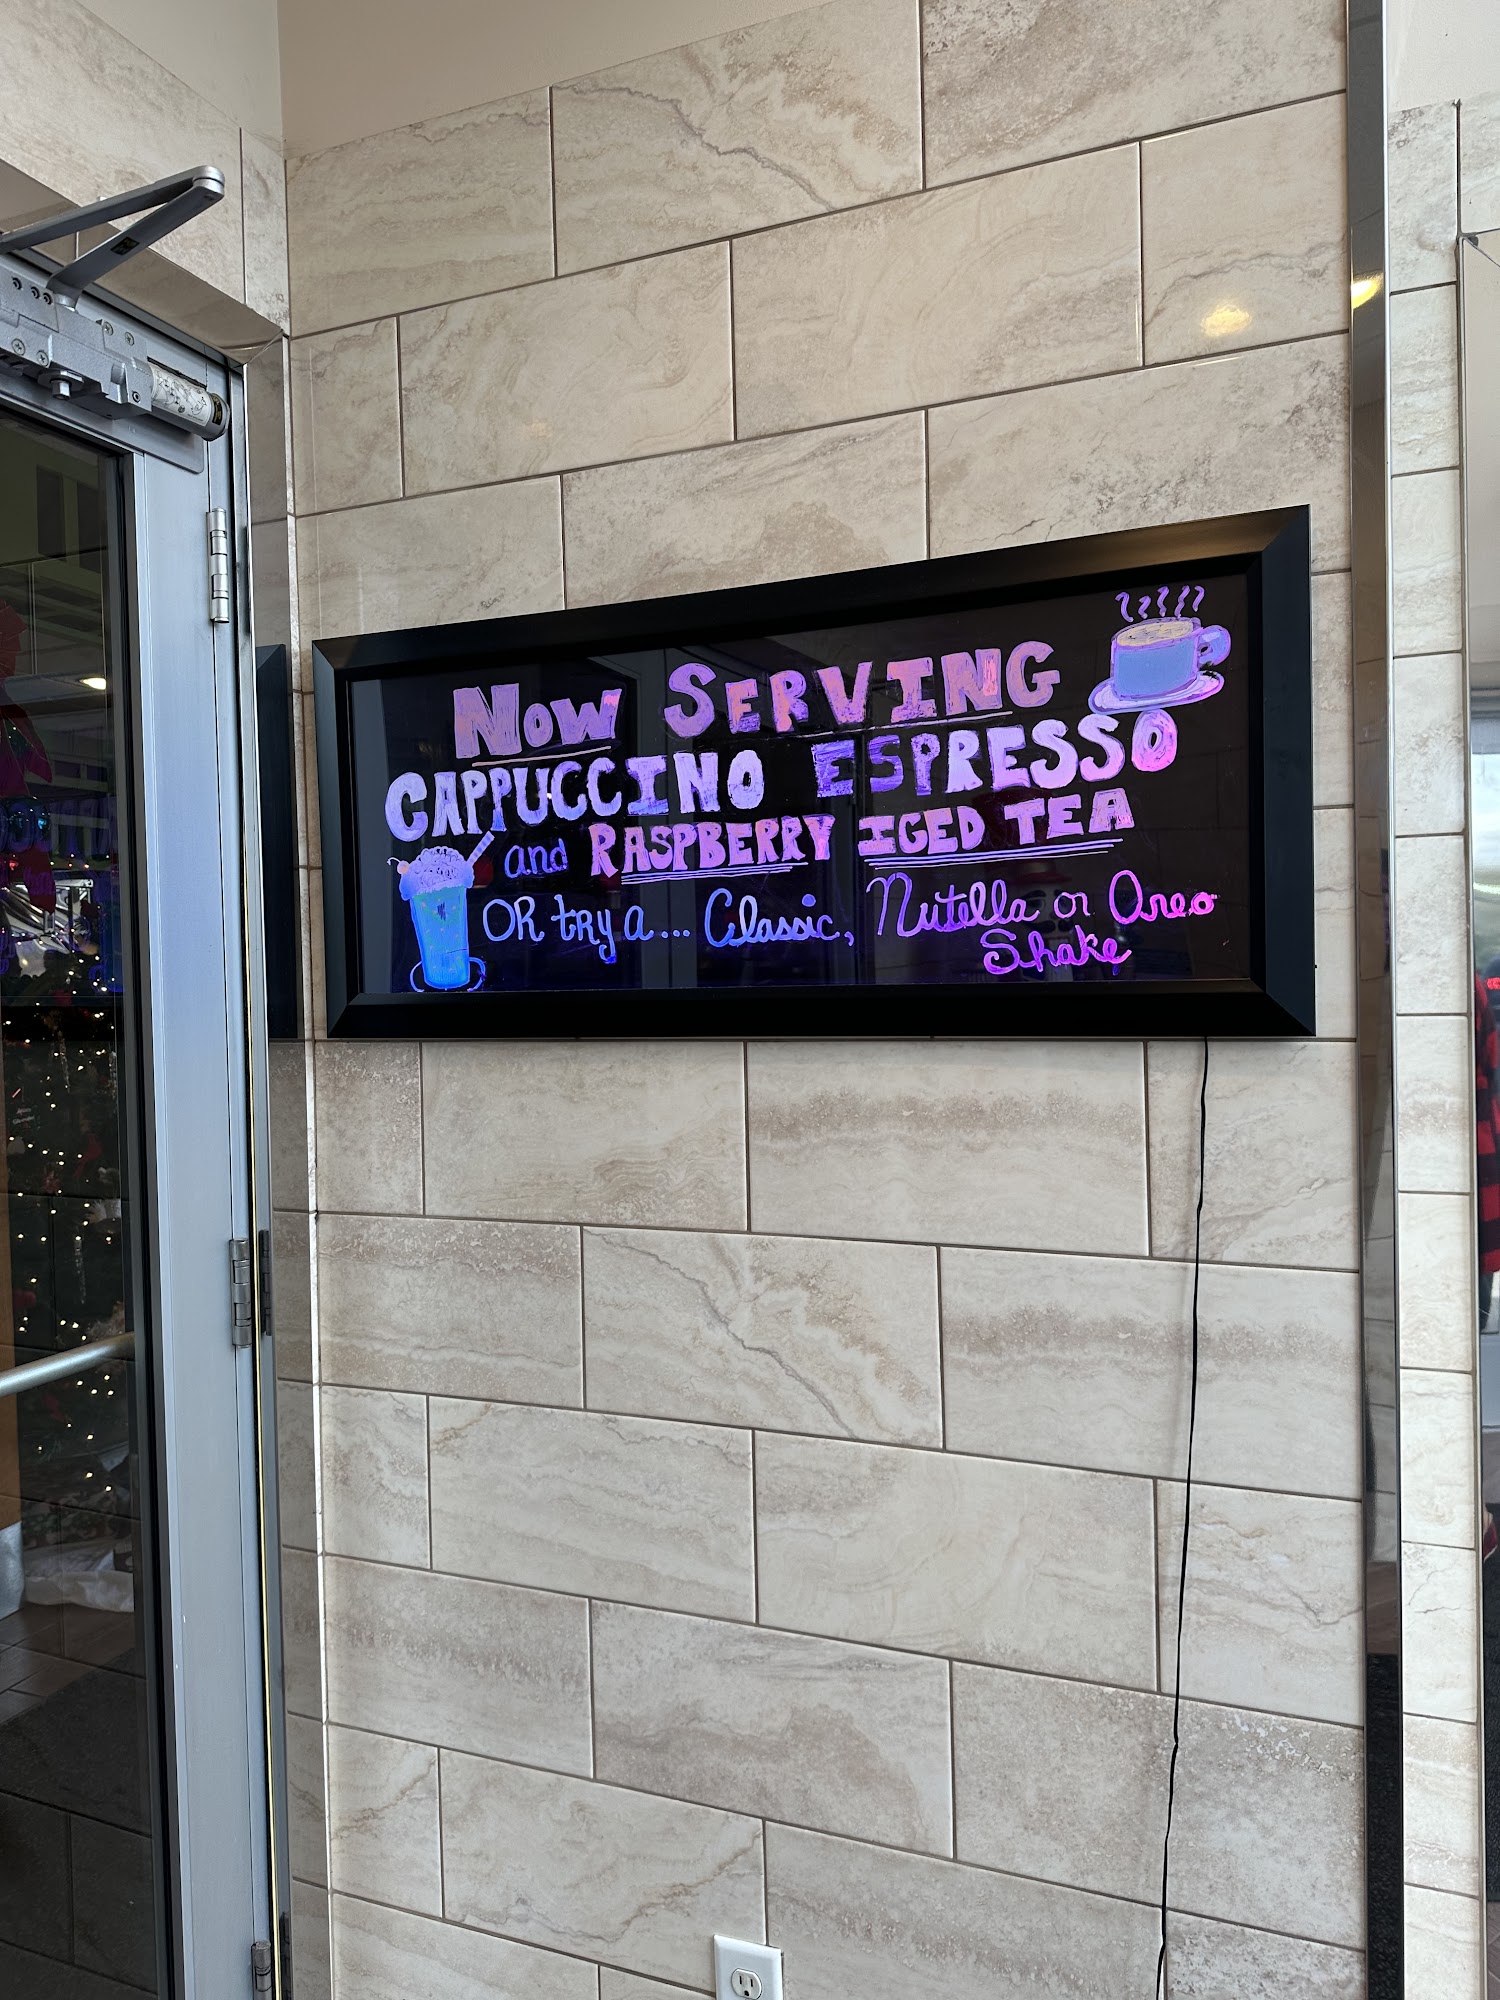 Now SERVING
CAPPUCCINO ESPRESSO
and RASPBERRY ICED TEA
OR tRy a... Classic, Nutella or Oreo
Shake